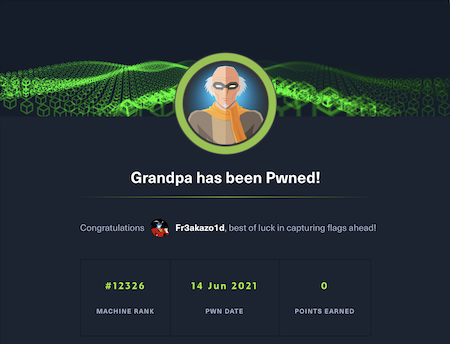 Grandpa has been Pwned!
Congratulations Fr3akazo1d, best of luck in capturing flags ahead!
#12326 14 Jun 2021 0
MACHINE RANK PWN DATE POINTS EARNED